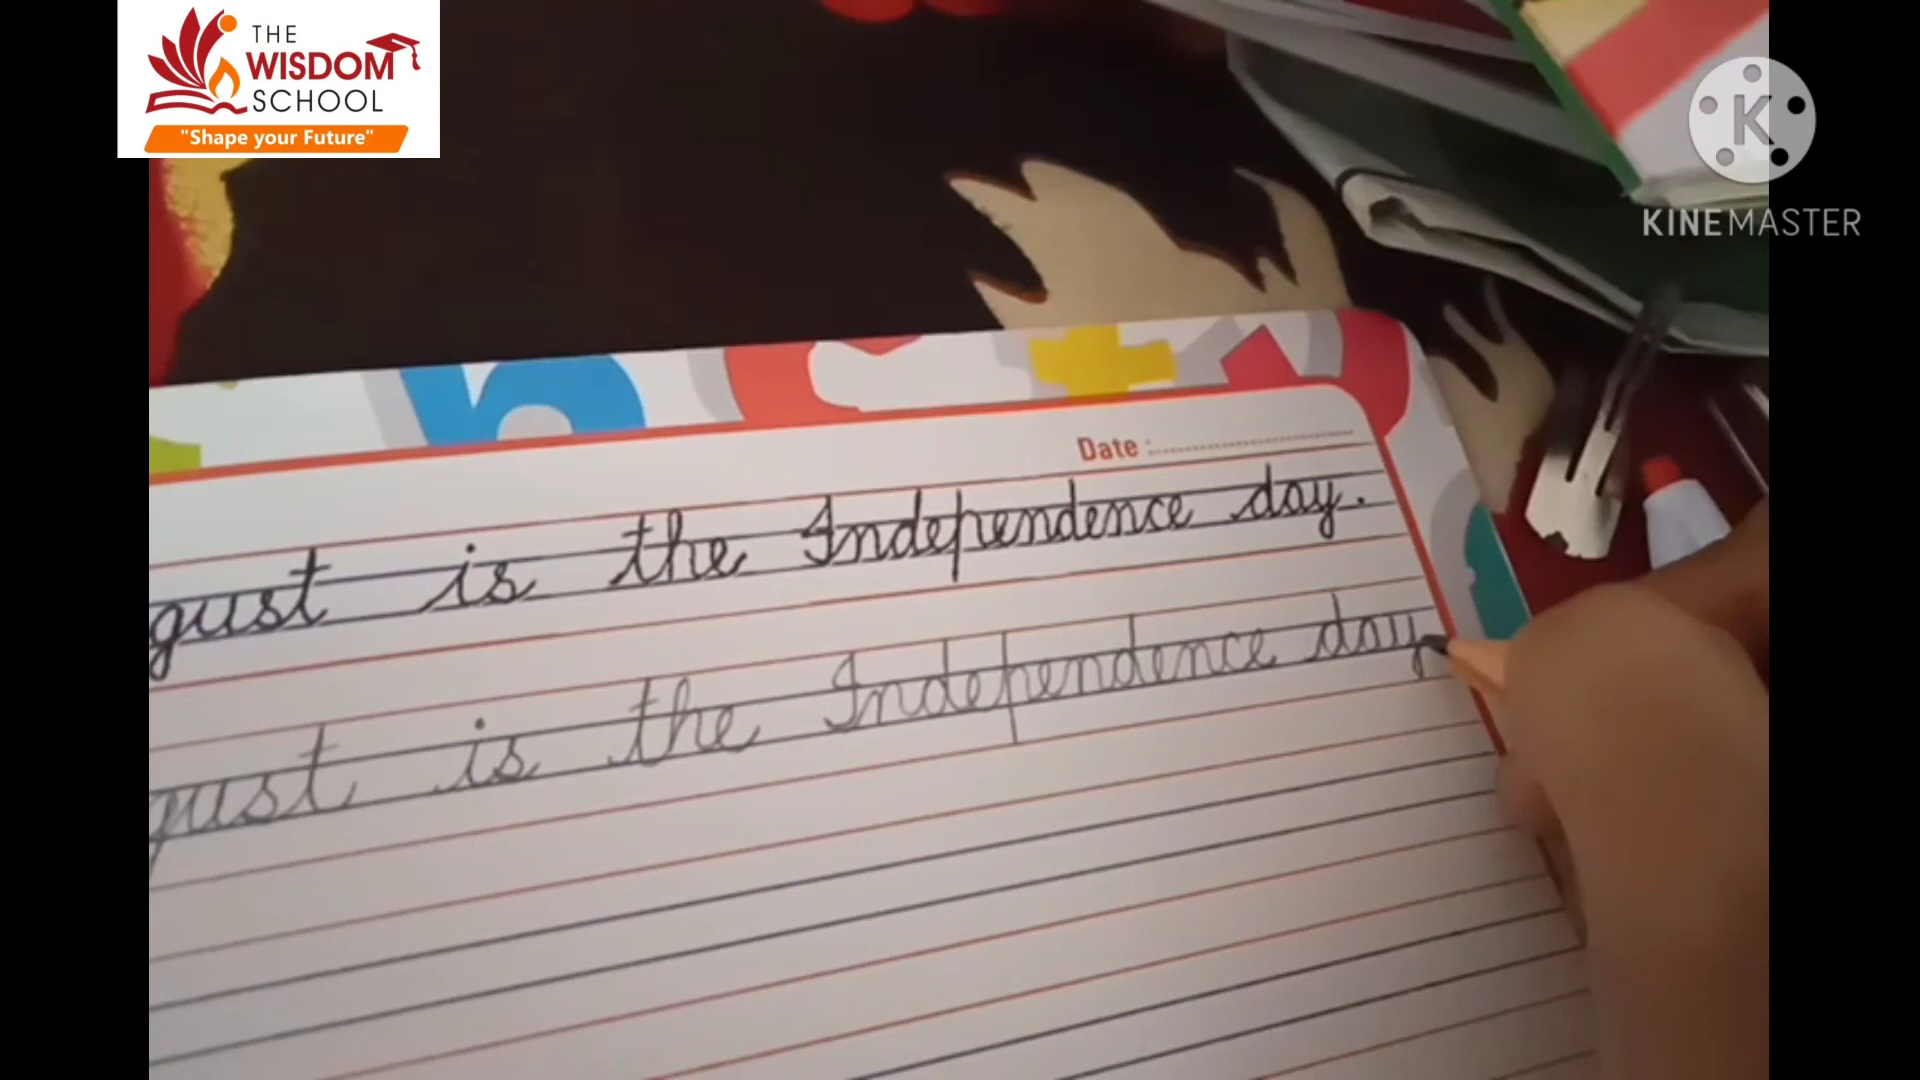 THE
WISDOM
SCHOOL
"Shape your Future"
K
KINEMASTER
Date :
gust is the Independence day.
gust is the Independence day